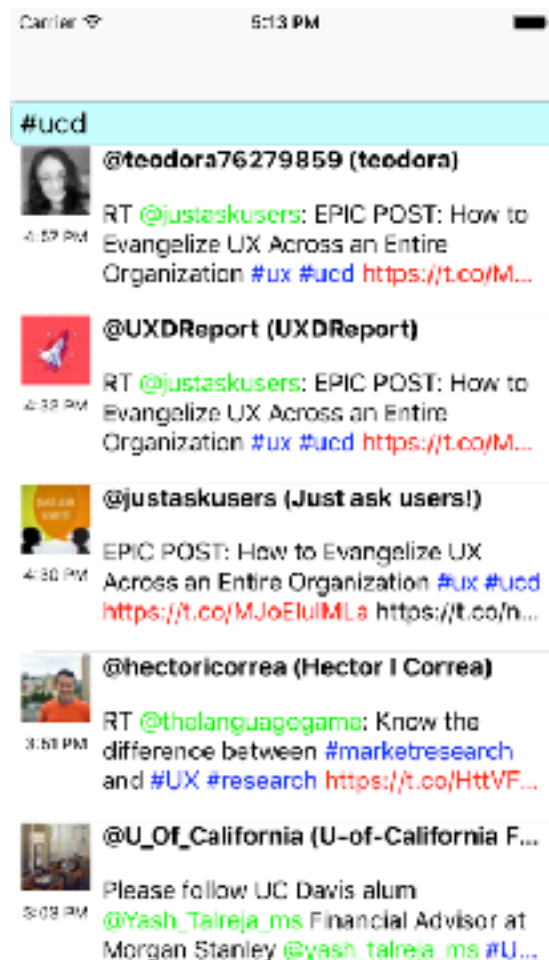 Carrier 5:13 PM
#ucd
@teodora76279859 (teodora)
RT @justaskusers: EPIC POST: How to
4:57 PM
Evangelize UX Across an Entire
Organization #ux #ucd https://t.co/M...
@UXDReport (UXDReport)
RT @justaskusers: EPIC POST: How to
4:33 PM
Evangelize UX Across an Entire
Organization #ux #ucd https://t.co/M...
@justaskusers (Just ask users!)
EPIC POST: How to Evangelize UX
4:30 PM
Across an Entire Organization #ux #ucd
https://t.co/MJoEIulMLa https://t.co/n...
@hectoricorrea (Hector I Correa)
RT @thelanguagegame: Know the
3:51 PM
difference between #marketresearch
and #UX #research https://t.co/HttVF...
@U_Of_California (U-of-California F...
Please follow UC Davis alum
3:03 PM
@Yash_Talreja_ms Financial Advisor at
Morgan Stanley @yash_talreja_ms #U...